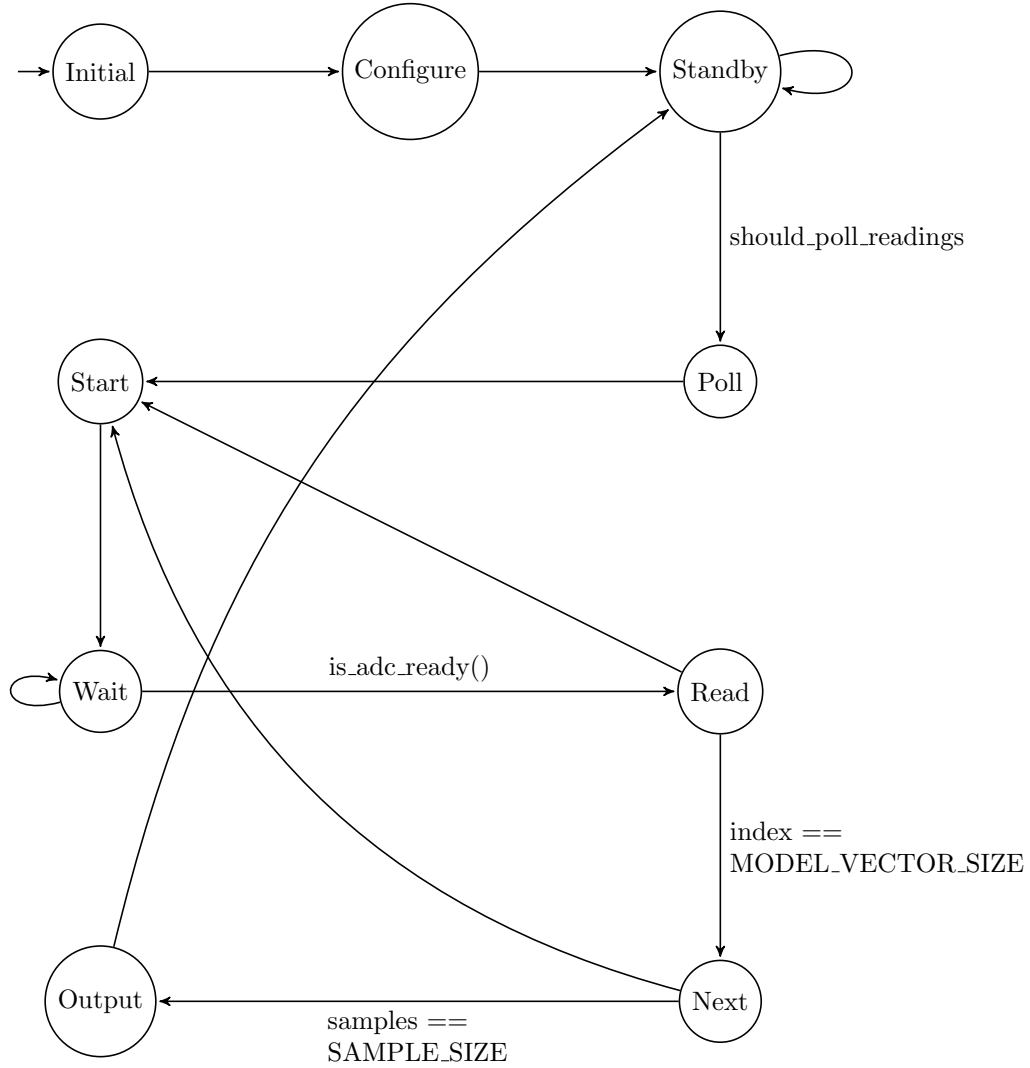 Initial
Configure
Standby
should_poll_readings
Start
Poll
is_adc_ready()
Wait
Read
index ==
MODEL_VECTOR_SIZE
Output
Next
samples ==
SAMPLE_SIZE